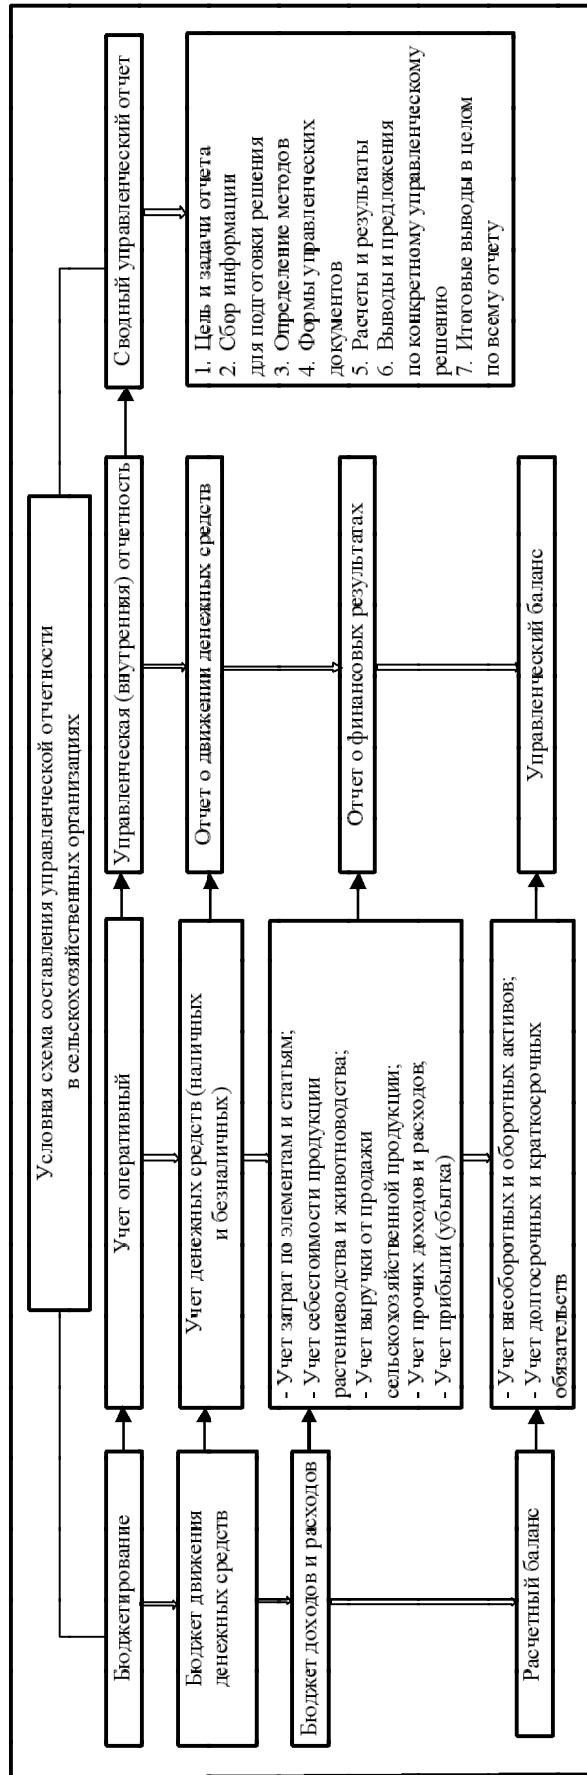 Условная схема составления управленческой отчетности
в сельскохозяйственных организациях
Бюджетирование
Учет оперативный
Управленческая (внутренняя) отчетность
Сводный управленческий отчет
Бюджет движения
денежных средств
Учет денежных средств (наличных
и безналичных)
Отчет о движении денежных средств
1. Цель и задачи отчета
2. Сбор информации
для подготовки решения
3. Определение методов
4. Формы управленческих
документов
5. Расчеты и результаты
6. Выводы и предложения
по конкретному управленческому
решению
7. Итоговые выводы в целом
по всему отчету
Бюджет доходов и расходов
- Учет затрат по элементам и статьям;
- Учет себестоимости продукции
растениеводства и животноводства;
- Учет выручки от продажи
сельскохозяйственной продукции;
- Учет прочих доходов и расходов;
- Учет прибыли (убытка)
Отчет о финансовых результатах
Расчетный баланс
- Учет внеоборотных и оборотных активов;
- Учет долгосрочных и краткосрочных
обязательств
Управленческий баланс